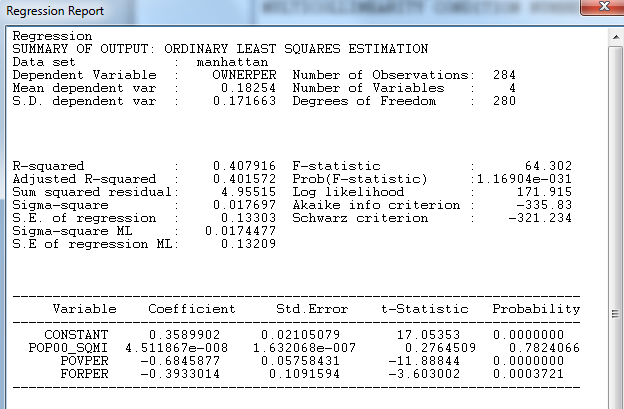 MULTICOLLINEARITY CONDITION NUMBER
Regression Report
Regression
SUMMARY OF OUTPUT: ORDINARY LEAST SQUARES ESTIMATION
Data set : manhattan
Dependent Variable : OWNERPER Number of Observations: 284
Mean dependent var : 0.18254 Number of Variables : 4
S.D. dependent var : 0.171663 Degrees of Freedom : 280
R-squared : 0.407916 F-statistic : 64.302
Adjusted R-squared : 0.401572 Prob(F-statistic) :1.16904e-031
Sum squared residual: 4.95515 Log likelihood : 171.915
Sigma-square : 0.017697 Akaike info criterion : -335.83
S.E. of regression : 0.13303 Schwarz criterion : -321.234
Sigma-square ML : 0.0174477
S.E of regression ML: 0.13209
Variable Coefficient Std.Error t-Statistic Probability
CONSTANT 0.3589902 0.02105079 17.05353 0.0000000
POP00_SQMI 4.511867e-008 1.632068e-007 0.2764509 0.7824066
POVPER -0.6845877 0.05758431 -11.88844 0.0000000
FORPER -0.3933014 0.1091594 -3.603002 0.0003721